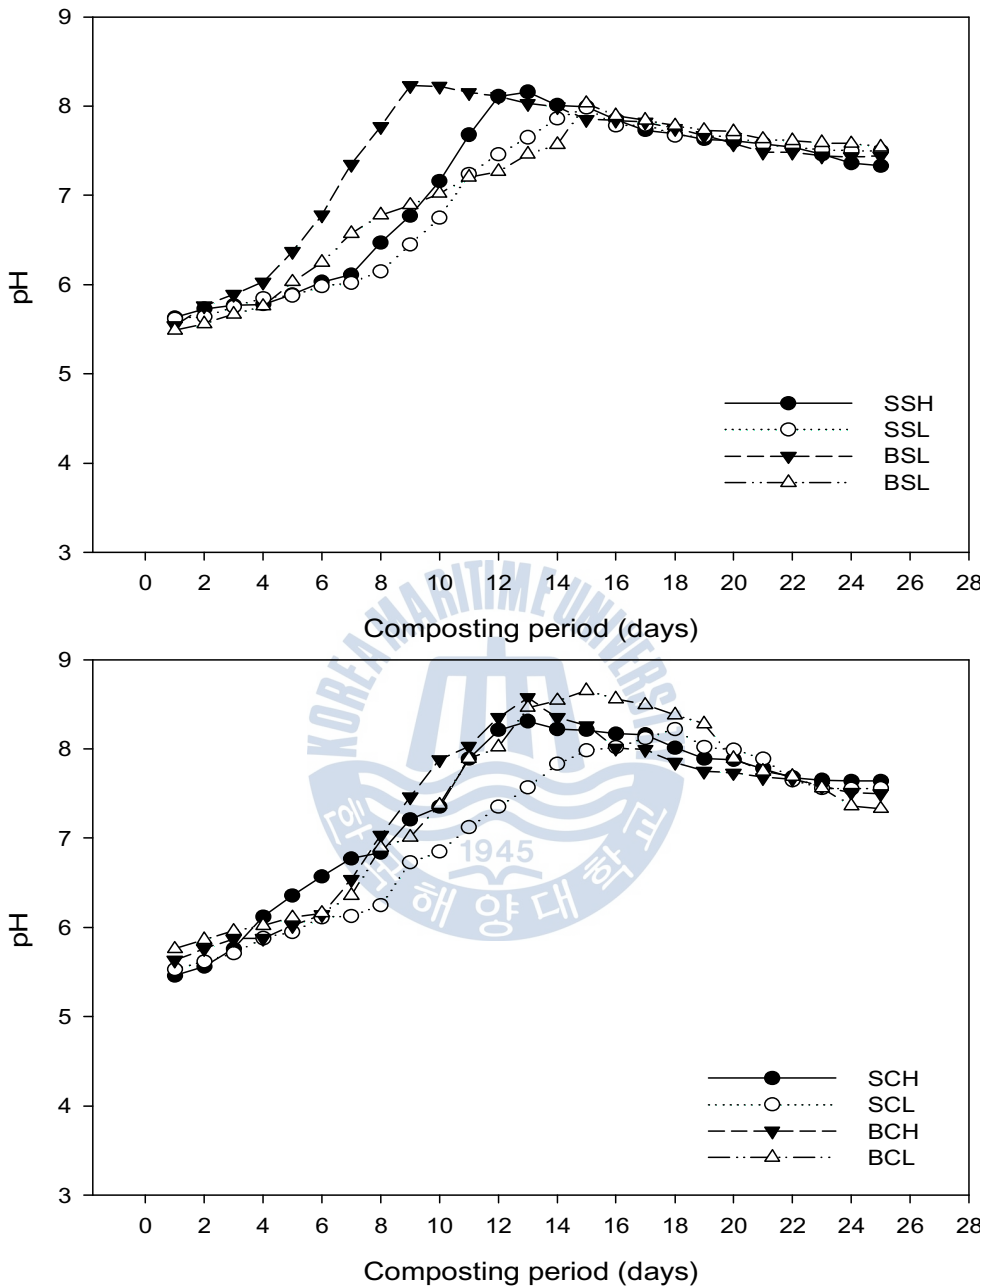 9
8
7
6
5
4
3
pH
SSH
SSL
BSL
BSL
0 2 4 6 8 10 12 14 16 18 20 22 24 26 28
Composting period (days)
KOREA MARITIME UNIVERSITY
9
8
7
6
5
4
3
pH
1945
한국해양대학교
SCH
SCL
BCH
BCL
0 2 4 6 8 10 12 14 16 18 20 22 24 26 28
Composting period (days)